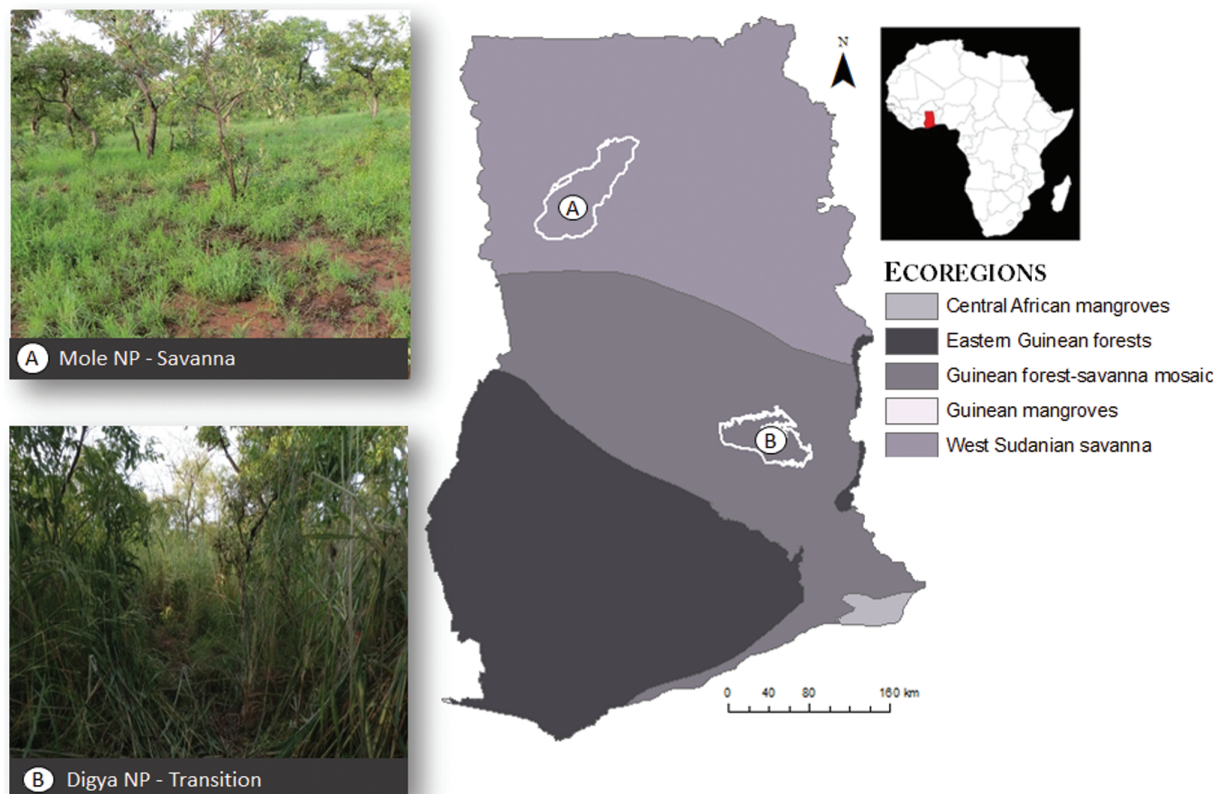 A Mole NP - Savanna
B Digya NP - Transition
N
A
B
0 40 80 160 km
ECOREGIONS
Central African mangroves
Eastern Guinean forests
Guinean forest-savanna mosaic
Guinean mangroves
West Sudanian savanna